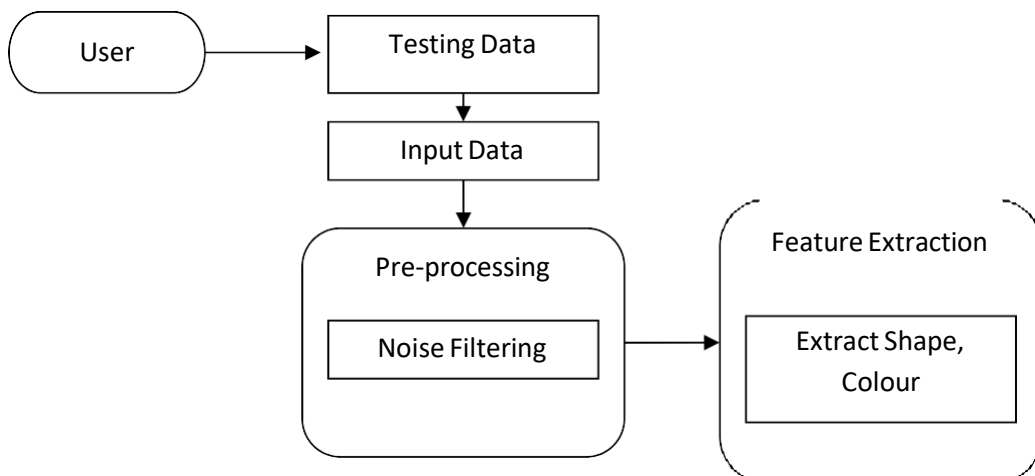 User
Testing Data
Input Data
Pre-processing
Noise Filtering
Feature Extraction
Extract Shape,
Colour